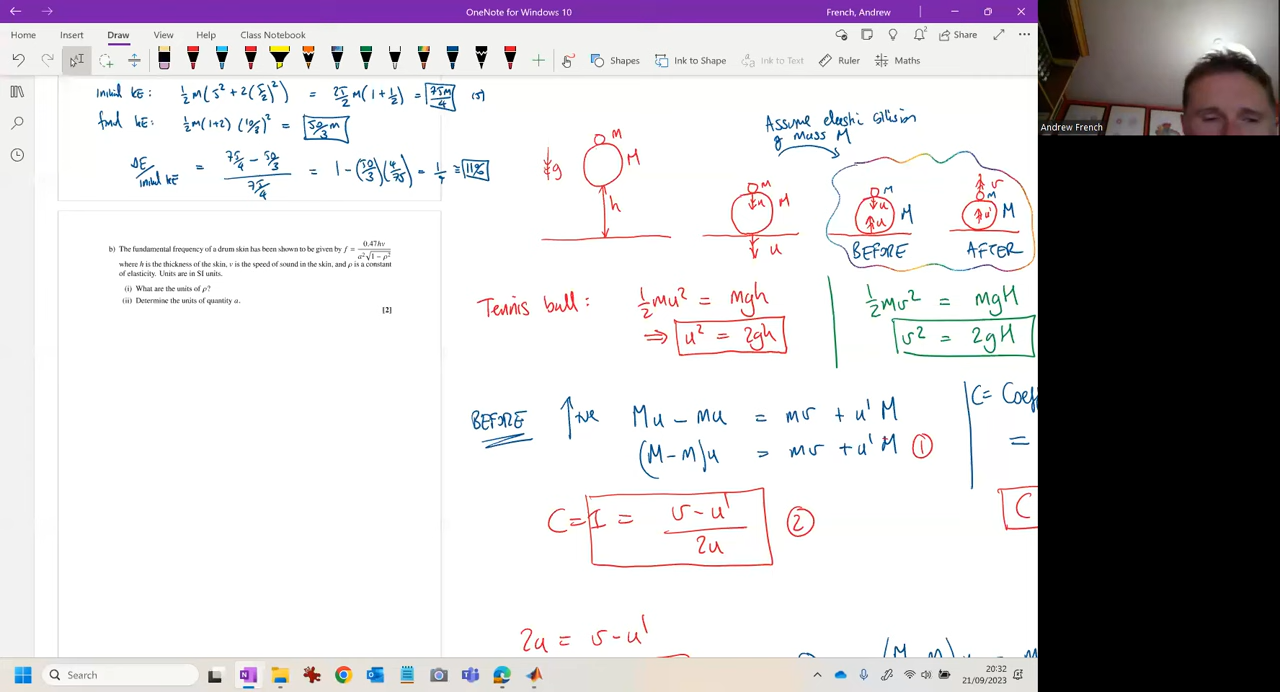 OneNote for Windows 10
French, Andrew
Home Insert Draw View Help Class Notebook
Share
Shapes Ink to Shape Ink to Text Ruler Maths
initial KE: ½m(5² + 2(5/2)²) = 25/2 m(1 + ½) = 75m/4 (J)
final KE: ½m(1+2)(10/3)² = 50/3 m
ΔE/initial KE = (75/4 − 50/3)/(75/4) = 1 − (50/3)(4/75) = 1/9 ≅ 11%
b) The fundamental frequency of a drum skin has been shown to be given by f = 0.47hv / a²√(1 − ρ²)
where h is the thickness of the skin, v is the speed of sound in the skin, and ρ is a constant
of elasticity. Units are in SI units.
(i) What are the units of ρ?
(ii) Determine the units of quantity a.
[2]
Assume elastic collision
of mass M
g
m
M
h
m
u
M
u
m
u
u
M
BEFORE
v
m
u'
M
AFTER
Tennis ball: ½mu² = mgh
⇒ u² = 2gh
½mv² = mgH
v² = 2gH
BEFORE ↑ +ve Mu − mu = mv + u'M
(M − m)u = mv + u'M ①
C = Coeff
=
C
C = 1 = (v − u')/2u ②
2u = v − u'
Andrew French
Search
20:32
21/09/2023